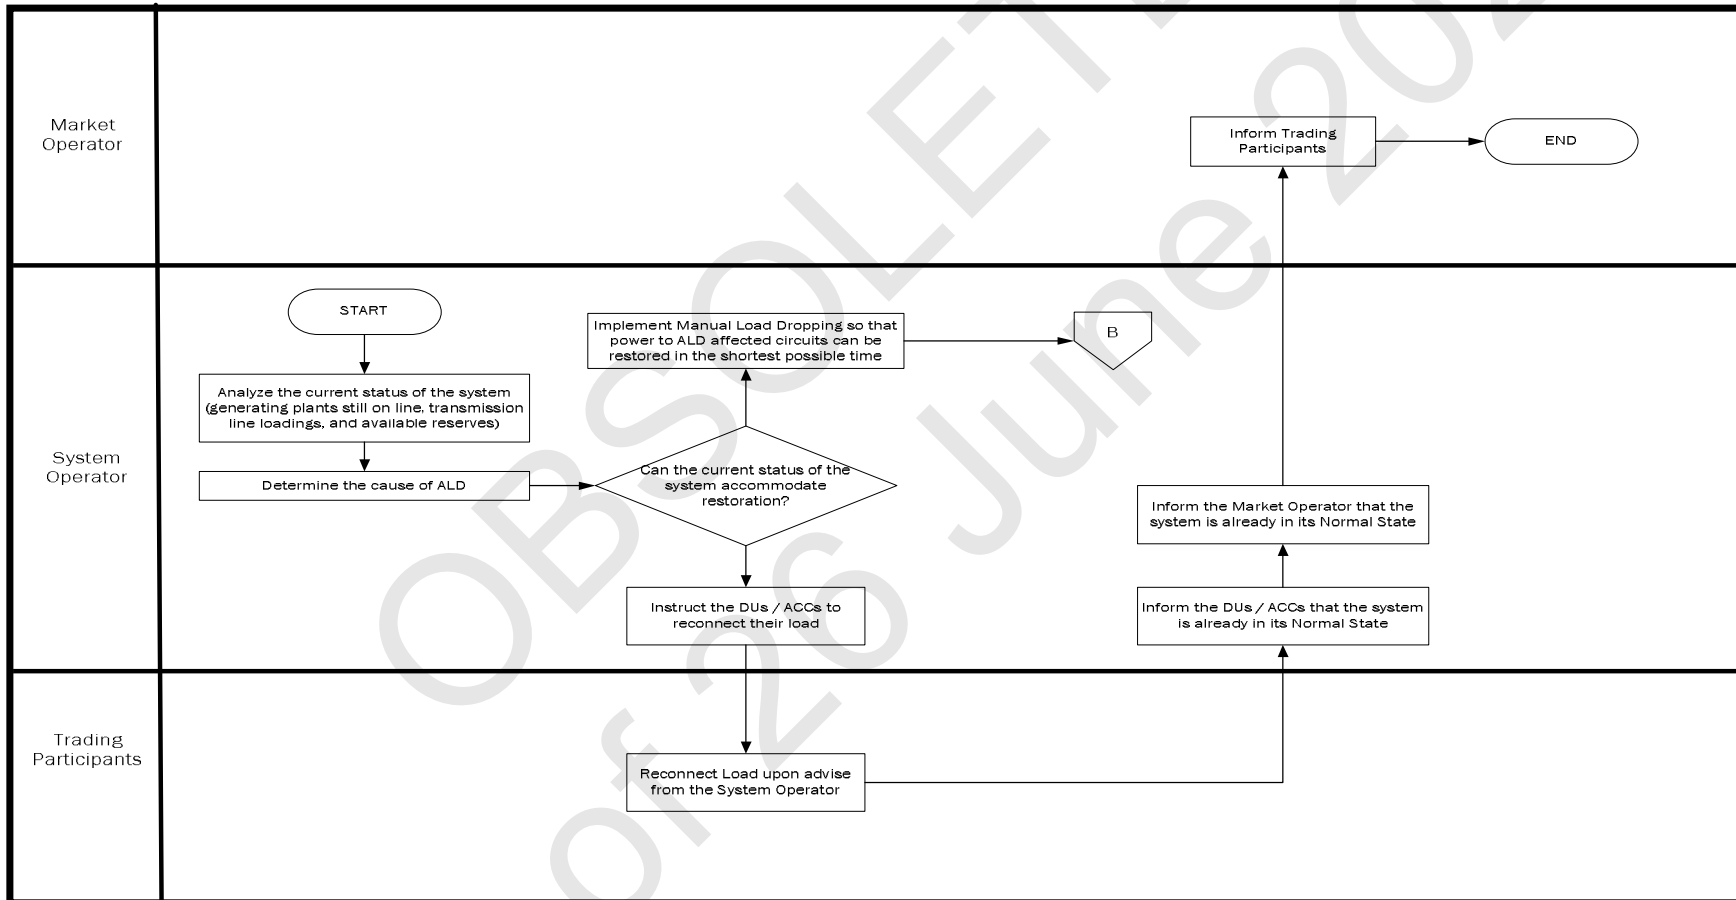 Market
Operator
Inform Trading
Participants
END
System
Operator
START
Analyze the current status of the system
(generating plants still on line, transmission
line loadings, and available reserves)
Determine the cause of ALD
Implement Manual Load Dropping so that
power to ALD affected circuits can be
restored in the shortest possible time
B
Can the current status of the
system accommodate
restoration?
Instruct the DUs / ACCs to
reconnect their load
Inform the Market Operator that the
system is already in its Normal State
Inform the DUs / ACCs that the system
is already in its Normal State
Trading
Participants
Reconnect Load upon advise
from the System Operator
of 26 June